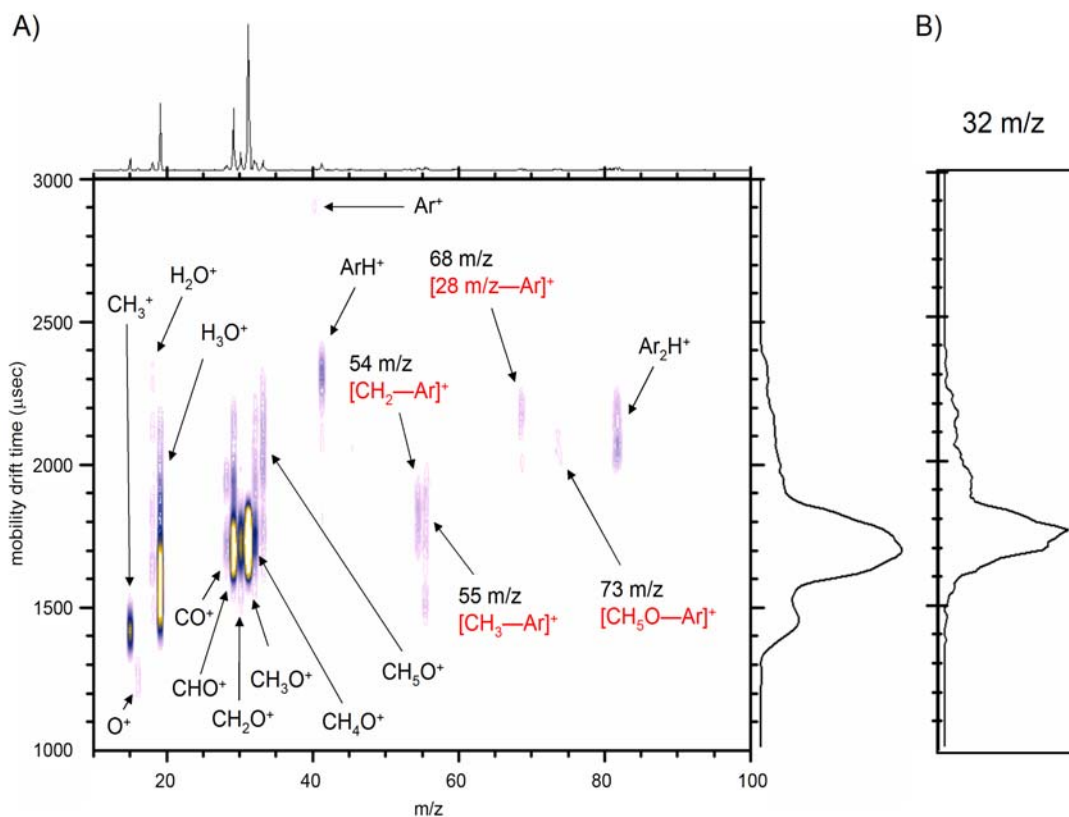 A)
B)
32 m/z
3000
2500
2000
1500
1000
mobility drift time (μsec)
20
40
60
80
100
m/z
Ar⁺
H₂O⁺
CH₃⁺
H₃O⁺
ArH⁺
68 m/z
[28 m/z—Ar]⁺
54 m/z
[CH₂—Ar]⁺
Ar₂H⁺
55 m/z
[CH₃—Ar]⁺
73 m/z
[CH₅O—Ar]⁺
CO⁺
CHO⁺
CH₂O⁺
CH₃O⁺
CH₄O⁺
CH₅O⁺
O⁺